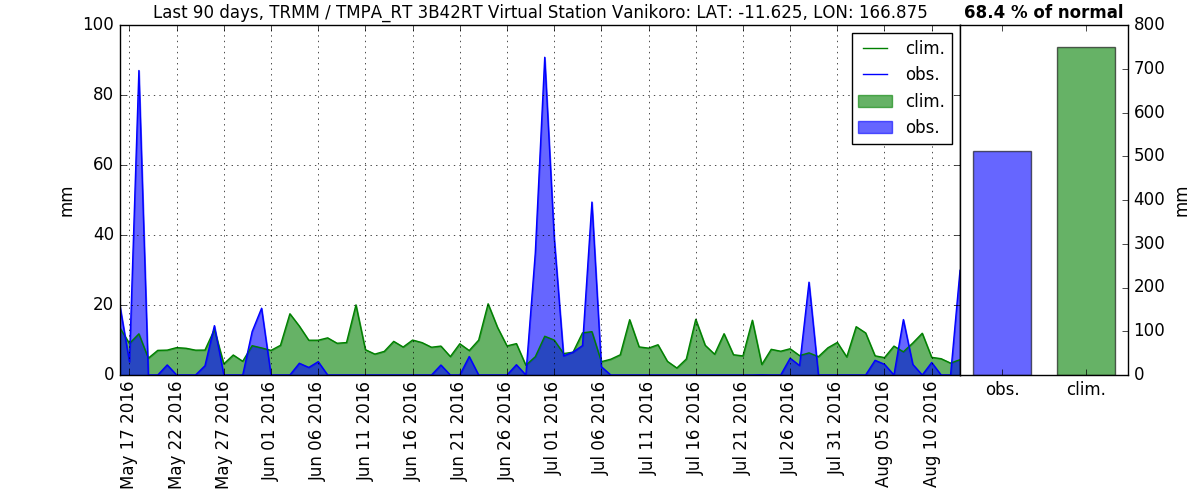 Last 90 days, TRMM / TMPA_RT 3B42RT Virtual Station Vanikoro: LAT: -11.625, LON: 166.875
68.4 % of normal
100
80
60
40
20
0
mm
clim.
obs.
clim.
obs.
May 17 2016
May 22 2016
May 27 2016
Jun 01 2016
Jun 06 2016
Jun 11 2016
Jun 16 2016
Jun 21 2016
Jun 26 2016
Jul 01 2016
Jul 06 2016
Jul 11 2016
Jul 16 2016
Jul 21 2016
Jul 26 2016
Jul 31 2016
Aug 05 2016
Aug 10 2016
obs.
clim.
800
700
600
500
400
300
200
100
0
mm